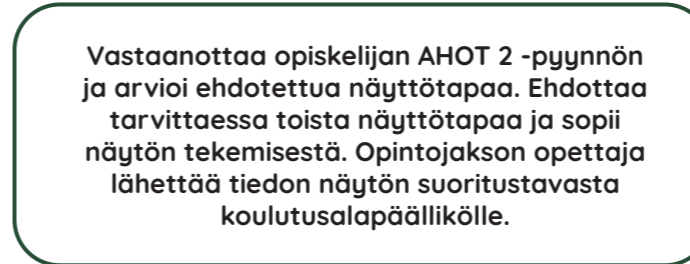 Vastaanottaa opiskelijan AHOT 2 -pyynnön
ja arvioi ehdotettua näyttötapaa. Ehdottaa
tarvittaessa toista näyttötapaa ja sopii
näytön tekemisestä. Opintojakson opettaja
lähettää tiedon näytön suoritustavasta
koulutusalapäällikölle.